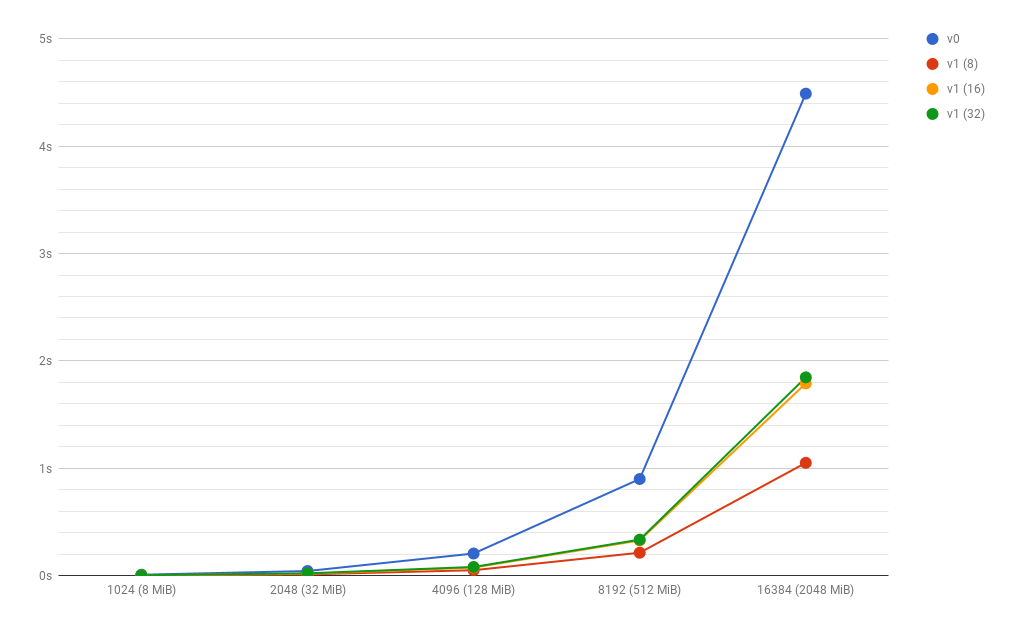 5s
4s
3s
2s
1s
0s
1024 (8 MiB)
2048 (32 MiB)
4096 (128 MiB)
8192 (512 MiB)
16384 (2048 MiB)
v0
v1 (8)
v1 (16)
v1 (32)